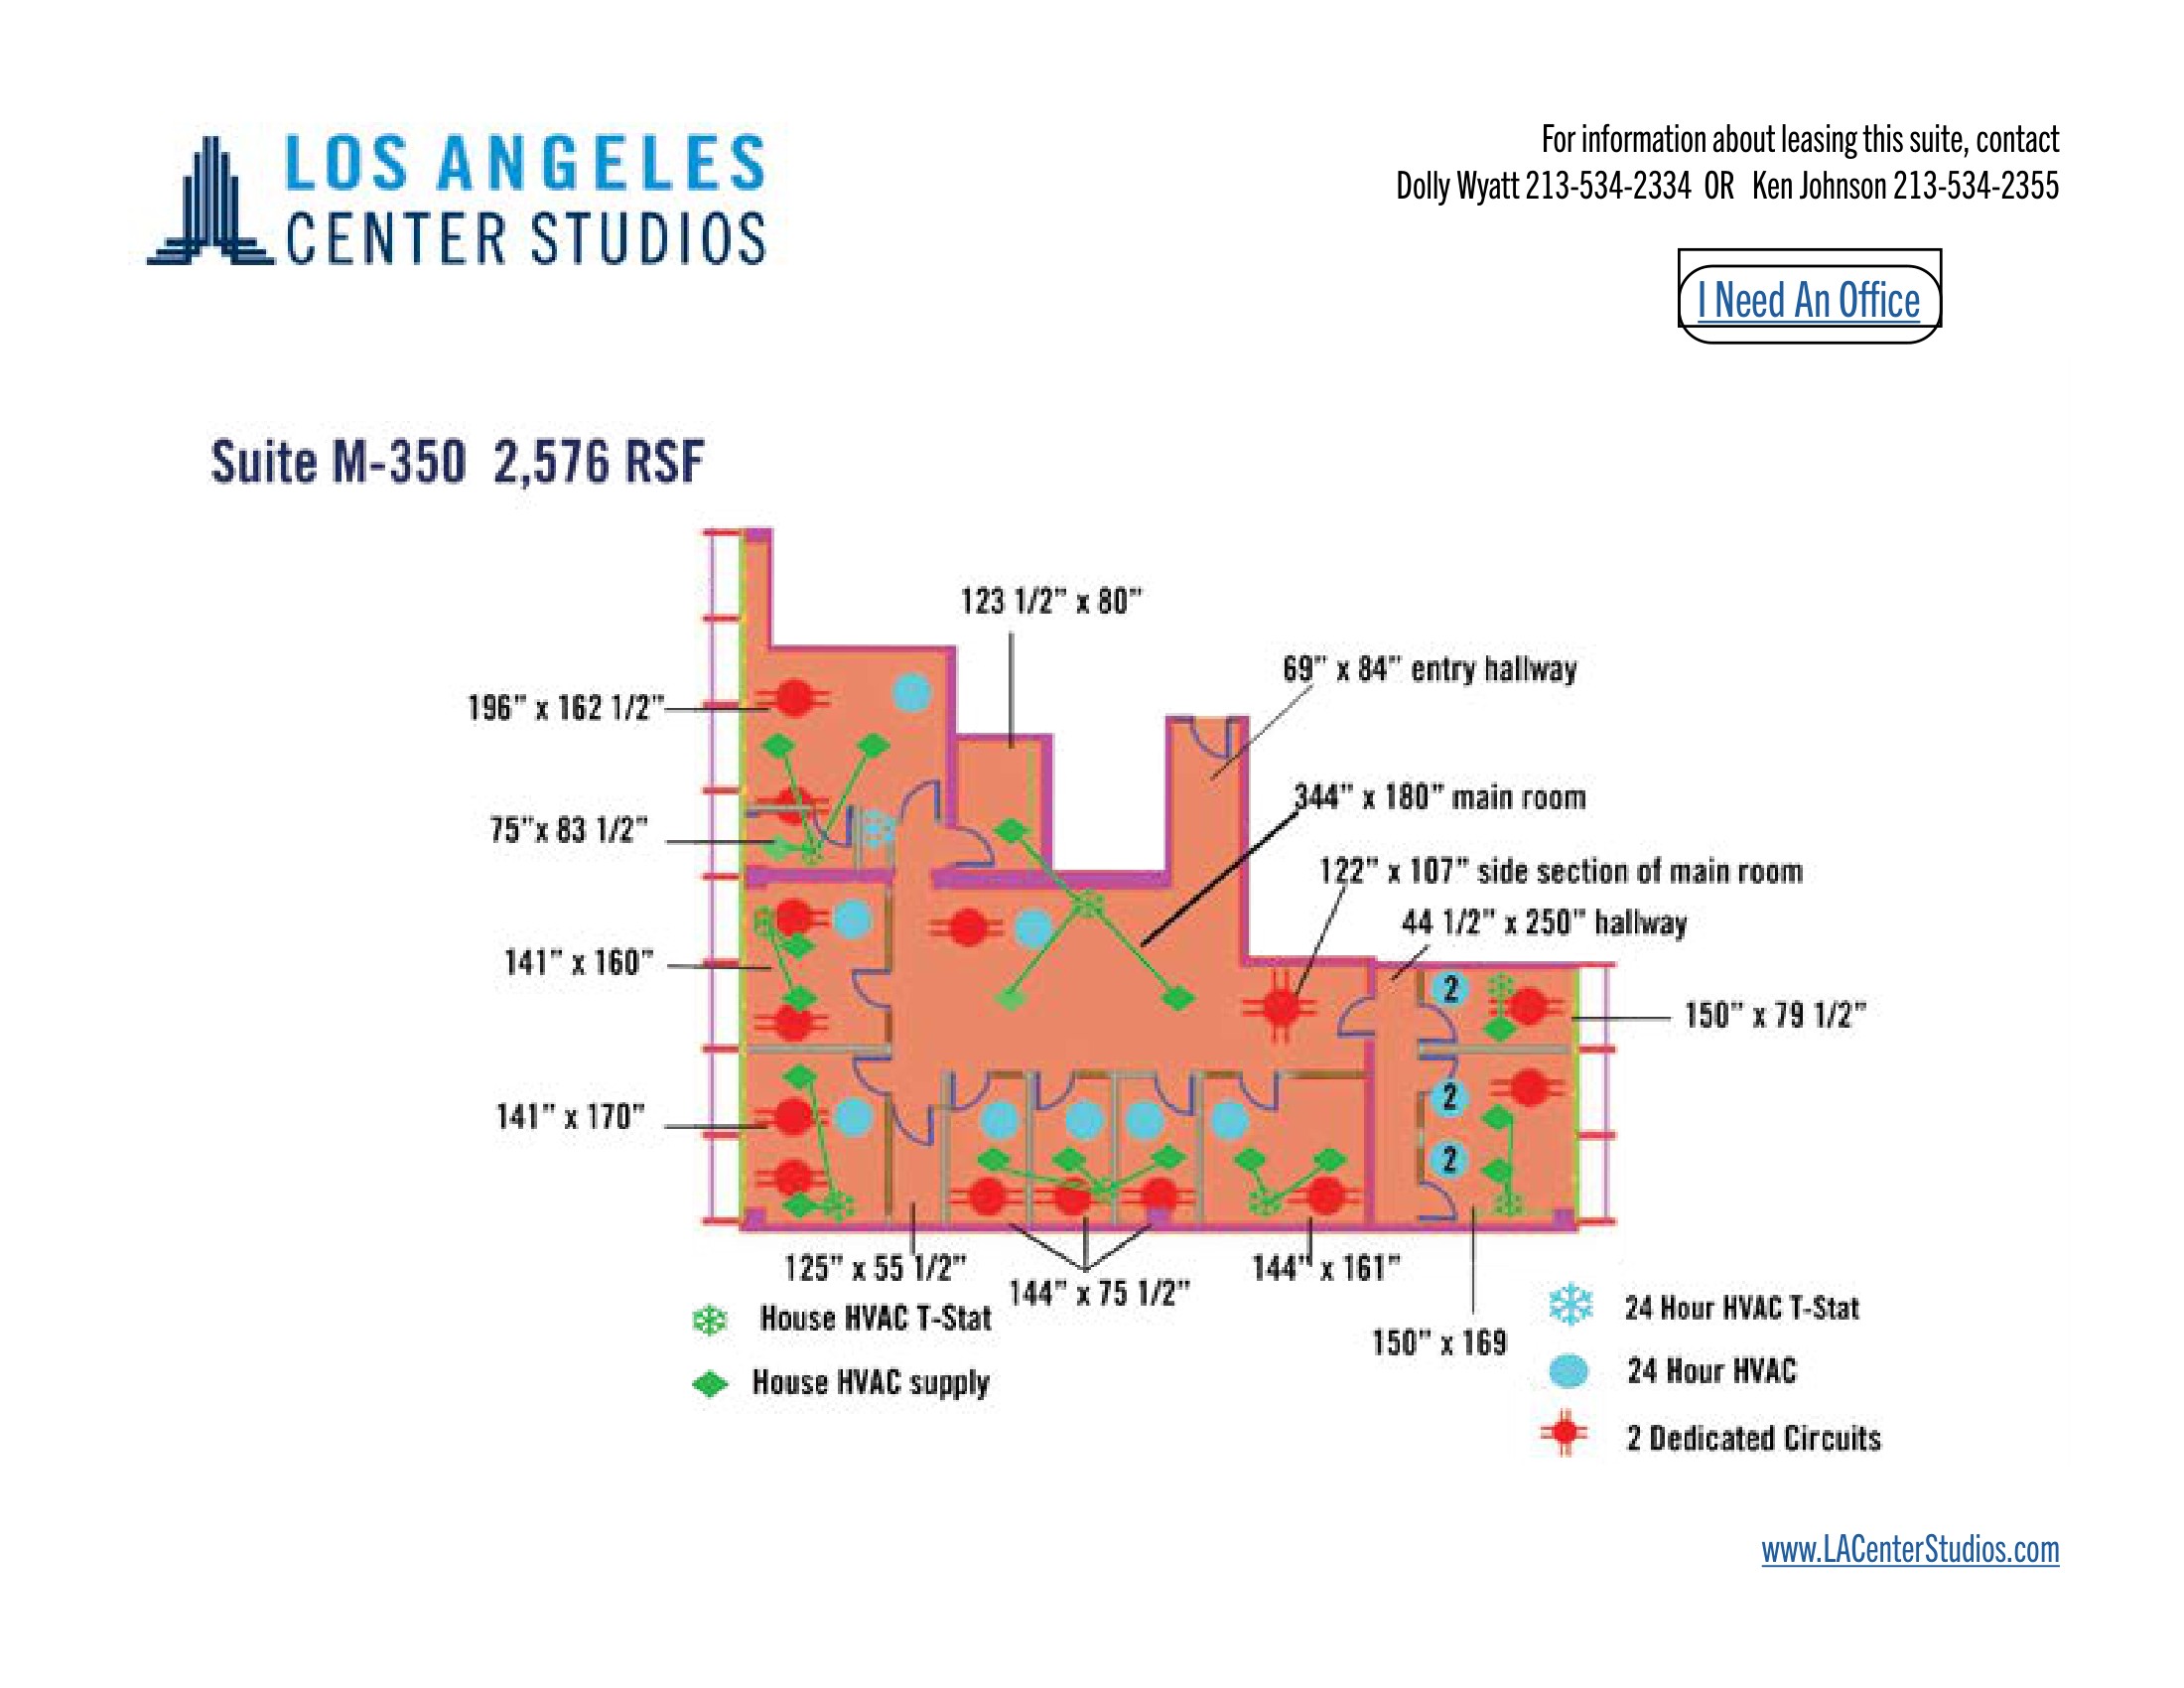 LOS ANGELES
CENTER STUDIOS
For information about leasing this suite, contact
Dolly Wyatt 213-534-2334 OR Ken Johnson 213-534-2355
I Need An Office
Suite M-350 2,576 RSF
123 1/2” x 80”
69” x 84” entry hallway
196” x 162 1/2”
344” x 180” main room
75”x 83 1/2”
122” x 107” side section of main room
44 1/2” x 250” hallway
141” x 160”
2
150” x 79 1/2”
2
141” x 170”
2
125” x 55 1/2”
144” x 75 1/2”
144” x 161”
150” x 169
House HVAC T-Stat
House HVAC supply
24 Hour HVAC T-Stat
24 Hour HVAC
2 Dedicated Circuits
www.LACenterStudios.com